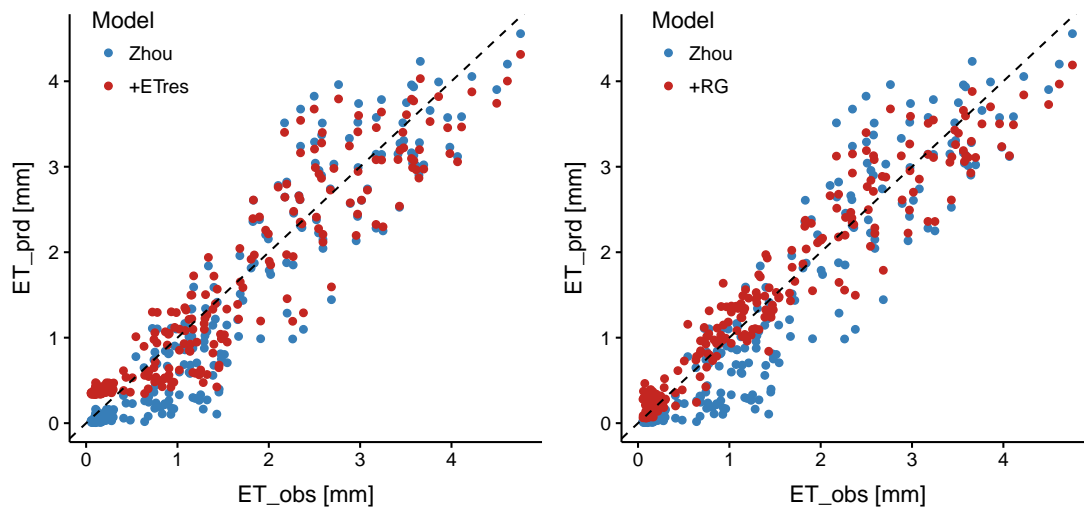 Model
Zhou
+ETres
4
3
2
1
0
0 1 2 3 4
ET_prd [mm]
ET_obs [mm]
Model
Zhou
+RG
4
3
2
1
0
0 1 2 3 4
ET_prd [mm]
ET_obs [mm]